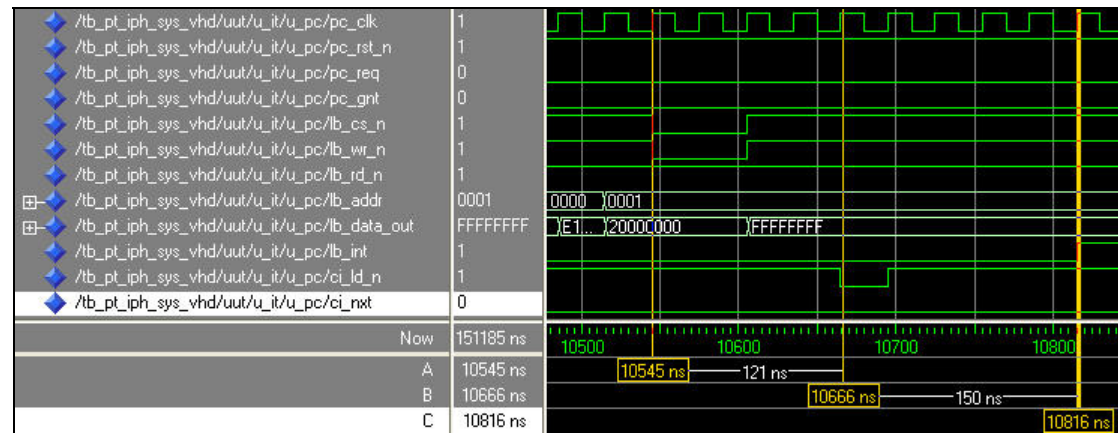 /tb_pt_iph_sys_vhd/uut/u_it/u_pc/pc_clk 1
/tb_pt_iph_sys_vhd/uut/u_it/u_pc/pc_rst_n 1
/tb_pt_iph_sys_vhd/uut/u_it/u_pc/pc_req 0
/tb_pt_iph_sys_vhd/uut/u_it/u_pc/pc_gnt 0
/tb_pt_iph_sys_vhd/uut/u_it/u_pc/lb_cs_n 1
/tb_pt_iph_sys_vhd/uut/u_it/u_pc/lb_wr_n 1
/tb_pt_iph_sys_vhd/uut/u_it/u_pc/lb_rd_n 1
/tb_pt_iph_sys_vhd/uut/u_it/u_pc/lb_addr 0001 0000 0001
/tb_pt_iph_sys_vhd/uut/u_it/u_pc/lb_data_out FFFFFFFF E1... 20000000 FFFFFFFF
/tb_pt_iph_sys_vhd/uut/u_it/u_pc/lb_int 1
/tb_pt_iph_sys_vhd/uut/u_it/u_pc/ci_ld_n 1
/tb_pt_iph_sys_vhd/uut/u_it/u_pc/ci_nxt 0
Now 151185 ns 10500 10600 10700 10800
A 10545 ns 10545 ns 121 ns
B 10666 ns 10666 ns 150 ns
C 10816 ns 10816 ns